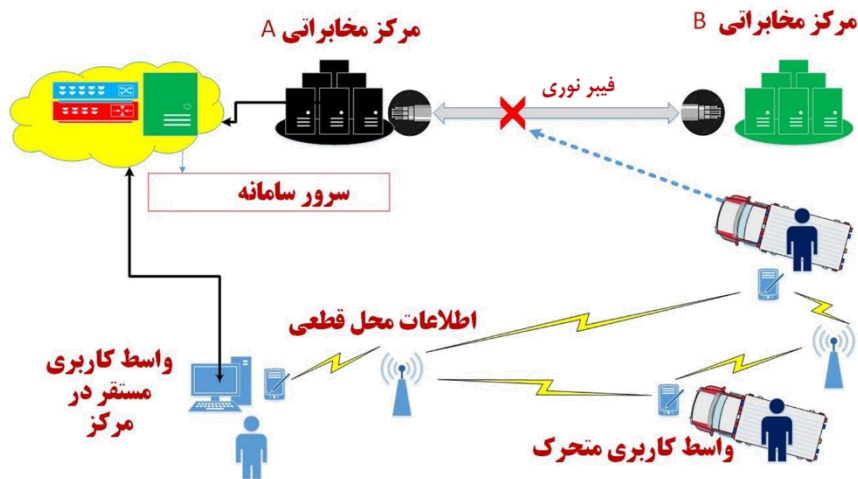 مرکز مخابراتی A
مرکز مخابراتی B
فیبر نوری
سرور سامانه
اطلاعات محل قطعی
واسط کاربری
مستقر در
مرکز
واسط کاربری متحرک